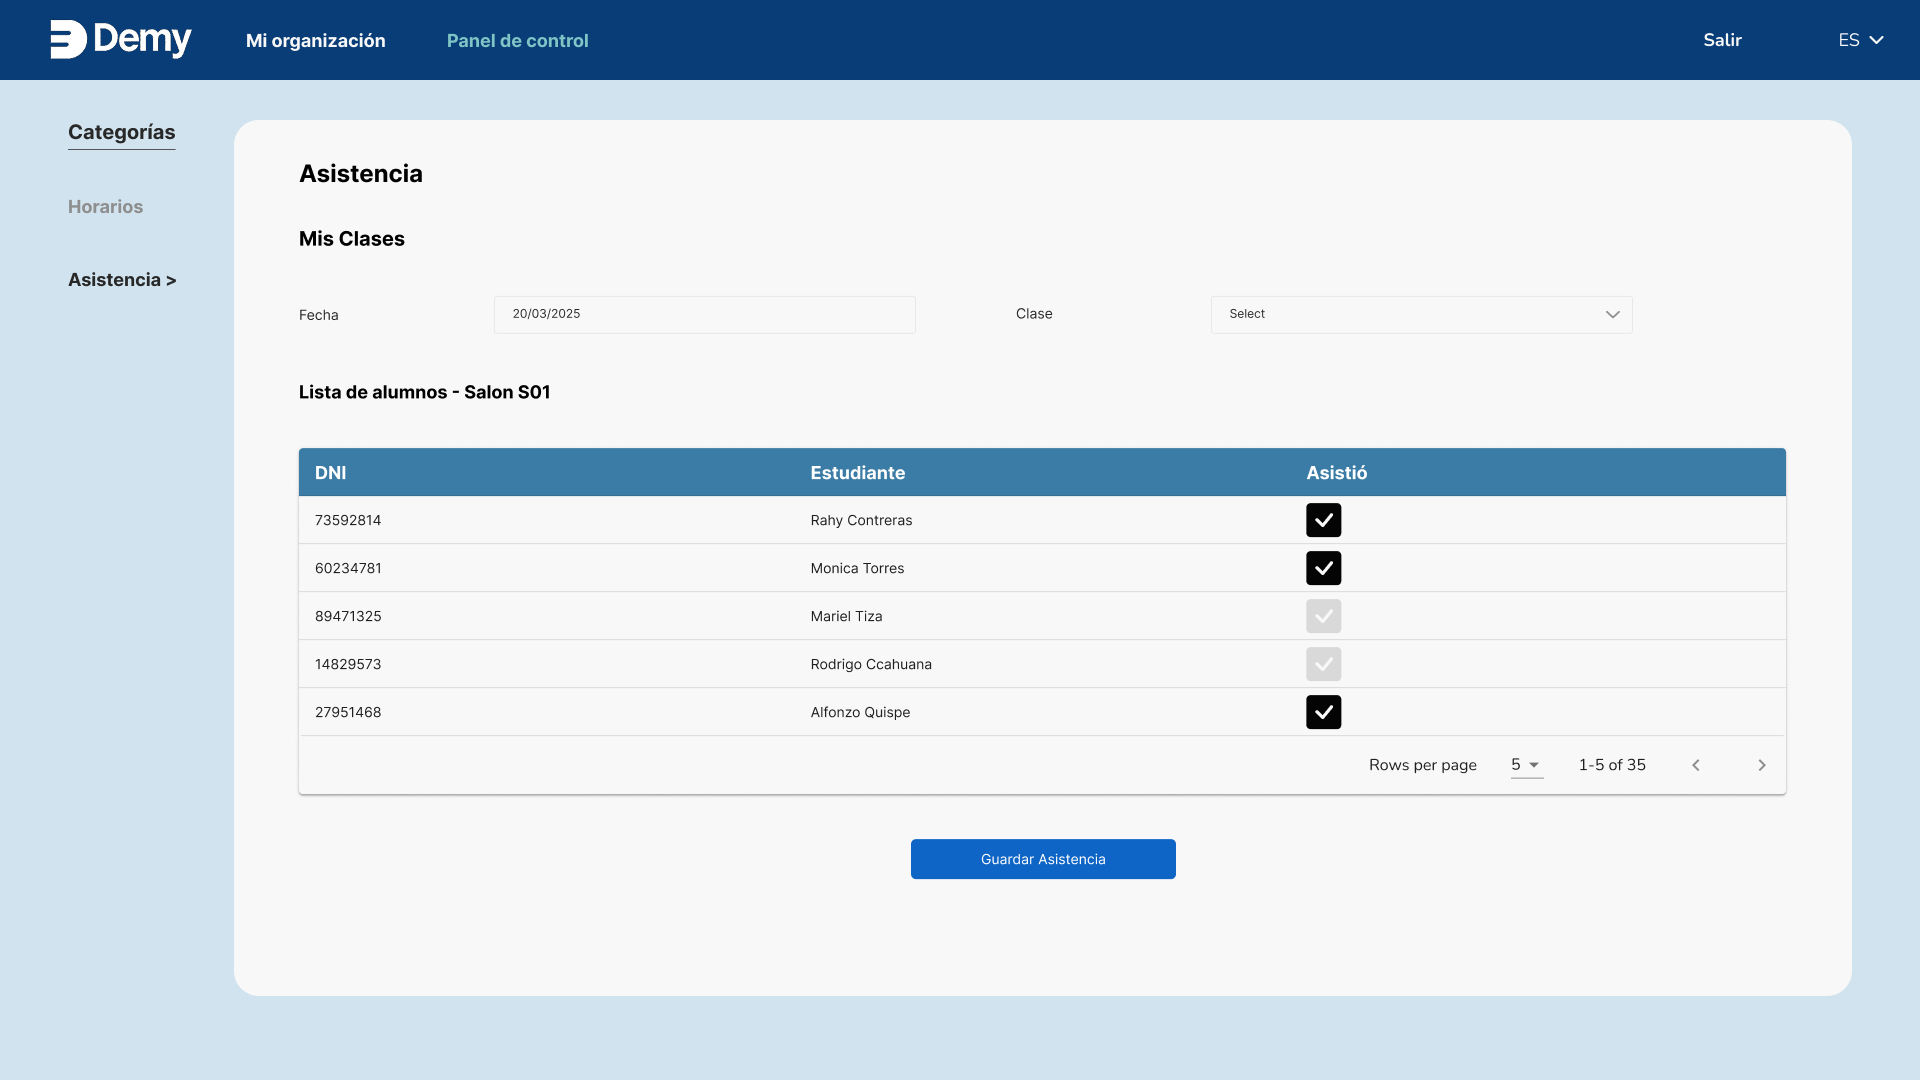 Demy Mi organización Panel de control Salir ES
Categorías
Horarios
Asistencia >
Asistencia
Mis Clases
Fecha 20/03/2025 Clase Select
Lista de alumnos - Salon S01
DNI Estudiante Asistió
73592814 Rahy Contreras
60234781 Monica Torres
89471325 Mariel Tiza
14829573 Rodrigo Ccahuana
27951468 Alfonzo Quispe
Rows per page 5 1-5 of 35
Guardar Asistencia